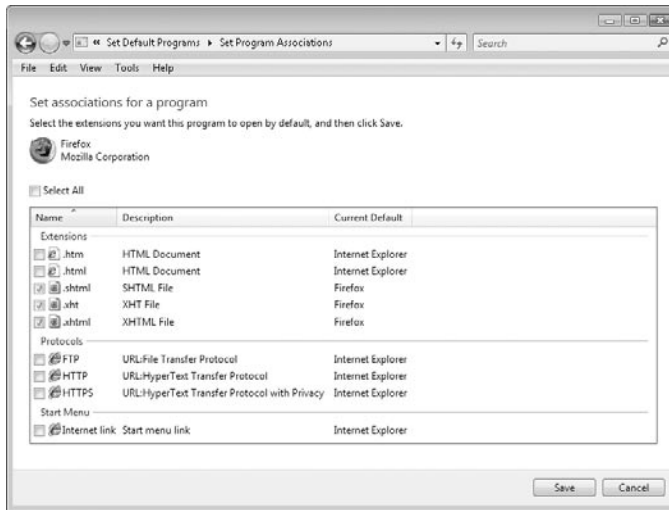 « Set Default Programs ▸ Set Program Associations
Search
File Edit View Tools Help
Set associations for a program
Select the extensions you want this program to open by default, and then click Save.
Firefox
Mozilla Corporation
Select All
Name Description Current Default
Extensions
.htm HTML Document Internet Explorer
.html HTML Document Internet Explorer
.shtml SHTML File Firefox
.xht XHT File Firefox
.xhtml XHTML File Firefox
Protocols
FTP URL:File Transfer Protocol Internet Explorer
HTTP URL:HyperText Transfer Protocol Internet Explorer
HTTPS URL:HyperText Transfer Protocol with Privacy Internet Explorer
Start Menu
Internet link Start menu link Internet Explorer
Save Cancel